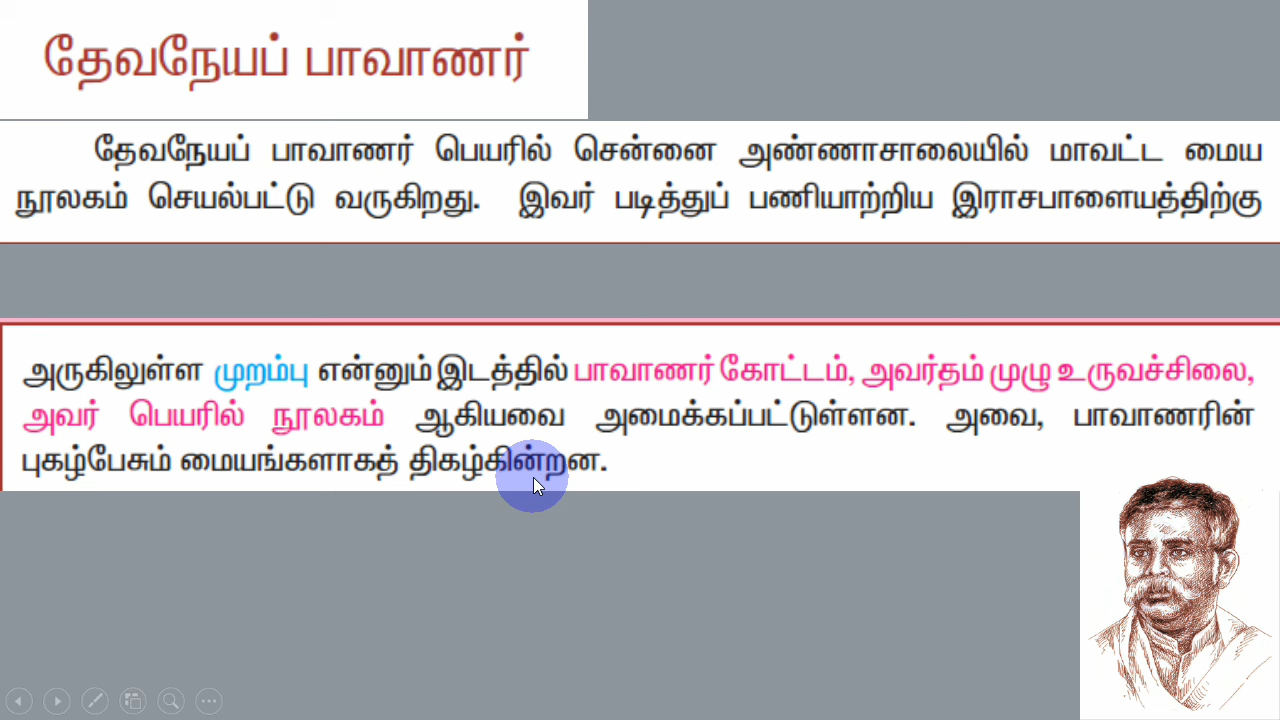 தேவநேயப் பாவாணர்
தேவநேயப் பாவாணர் பெயரில் சென்னை அண்ணாசாலையில் மாவட்ட மைய
நூலகம் செயல்பட்டு வருகிறது. இவர் படித்துப் பணியாற்றிய இராசபாளையத்திற்கு
அருகிலுள்ள முறம்பு என்னும் இடத்தில் பாவாணர் கோட்டம், அவர்தம் முழு உருவச்சிலை,
அவர் பெயரில் நூலகம் ஆகியவை அமைக்கப்பட்டுள்ளன. அவை, பாவாணரின்
புகழ்பேசும் மையங்களாகத் திகழ்கின்றன.